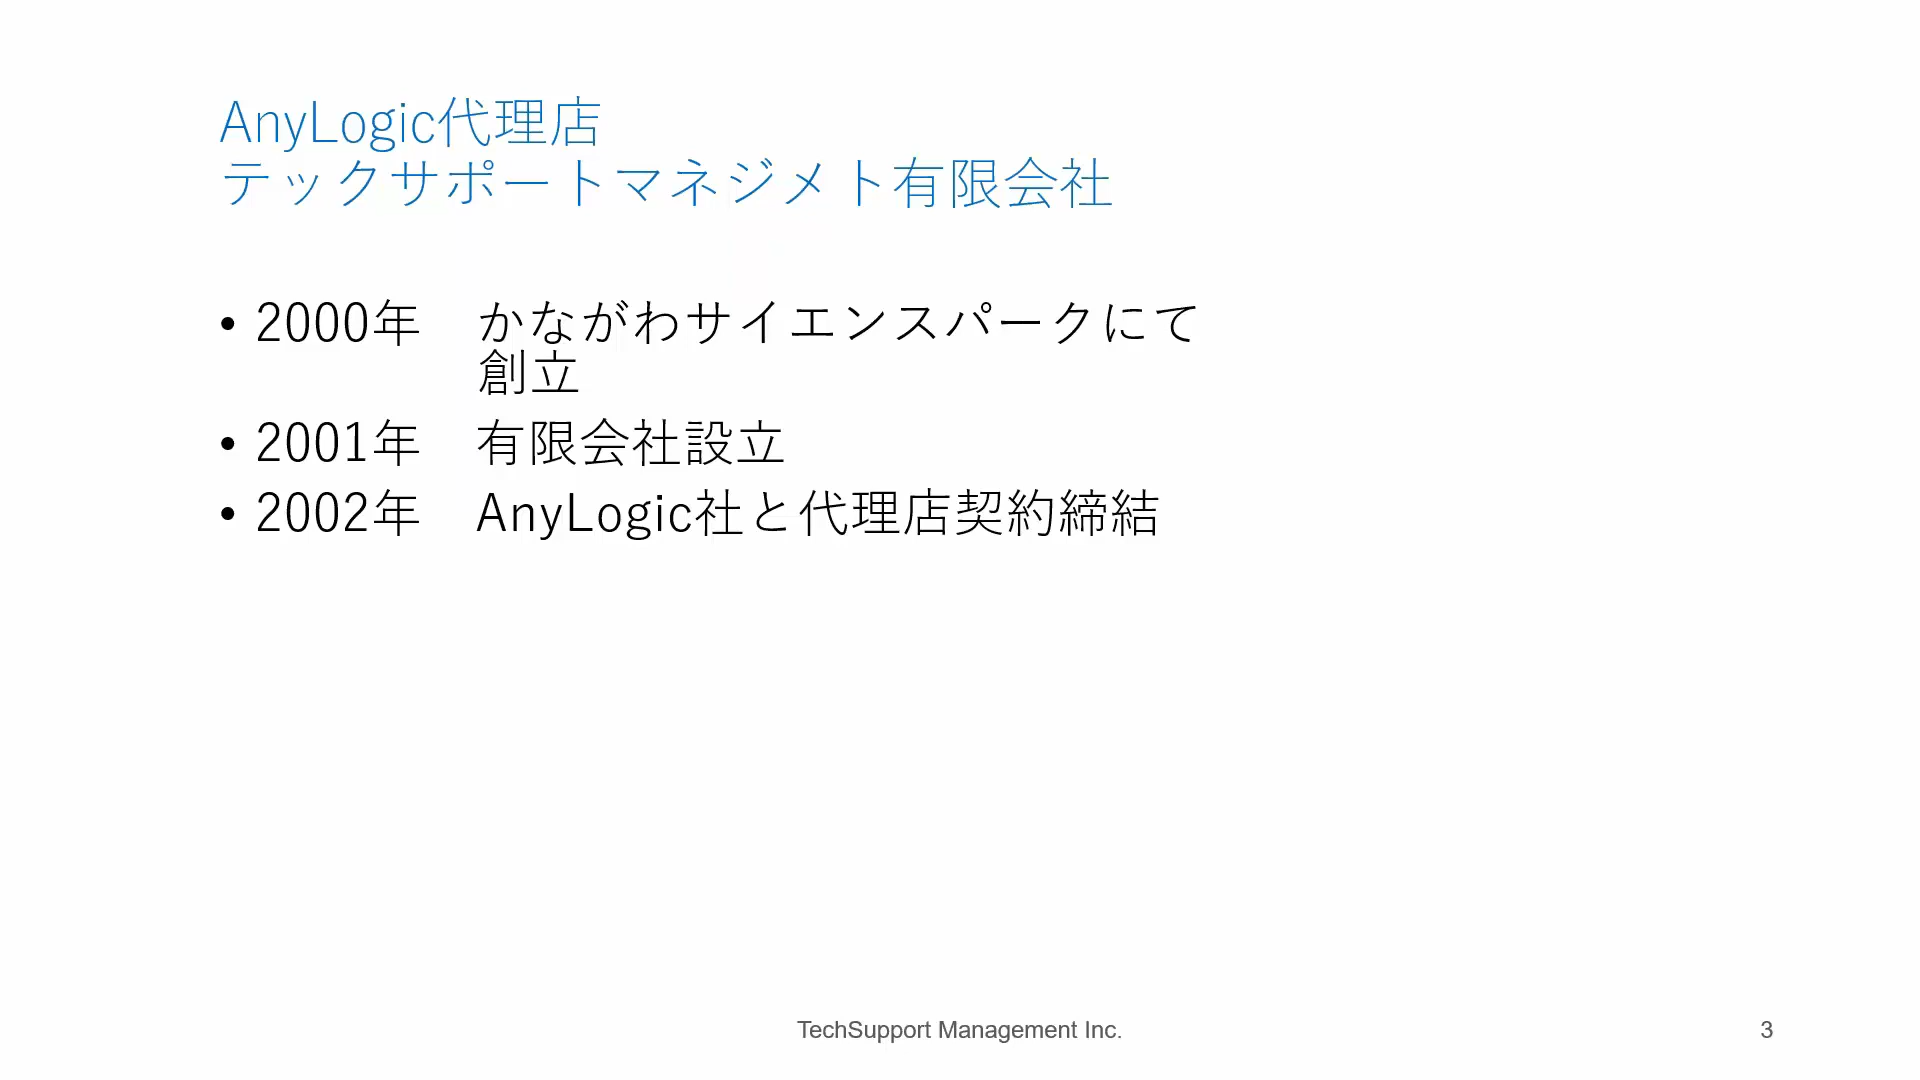 AnyLogic代理店
テックサポートマネジメト有限会社
• 2000年　かながわサイエンスパークにて
創立
• 2001年　有限会社設立
• 2002年　AnyLogic社と代理店契約締結
TechSupport Management Inc.
3